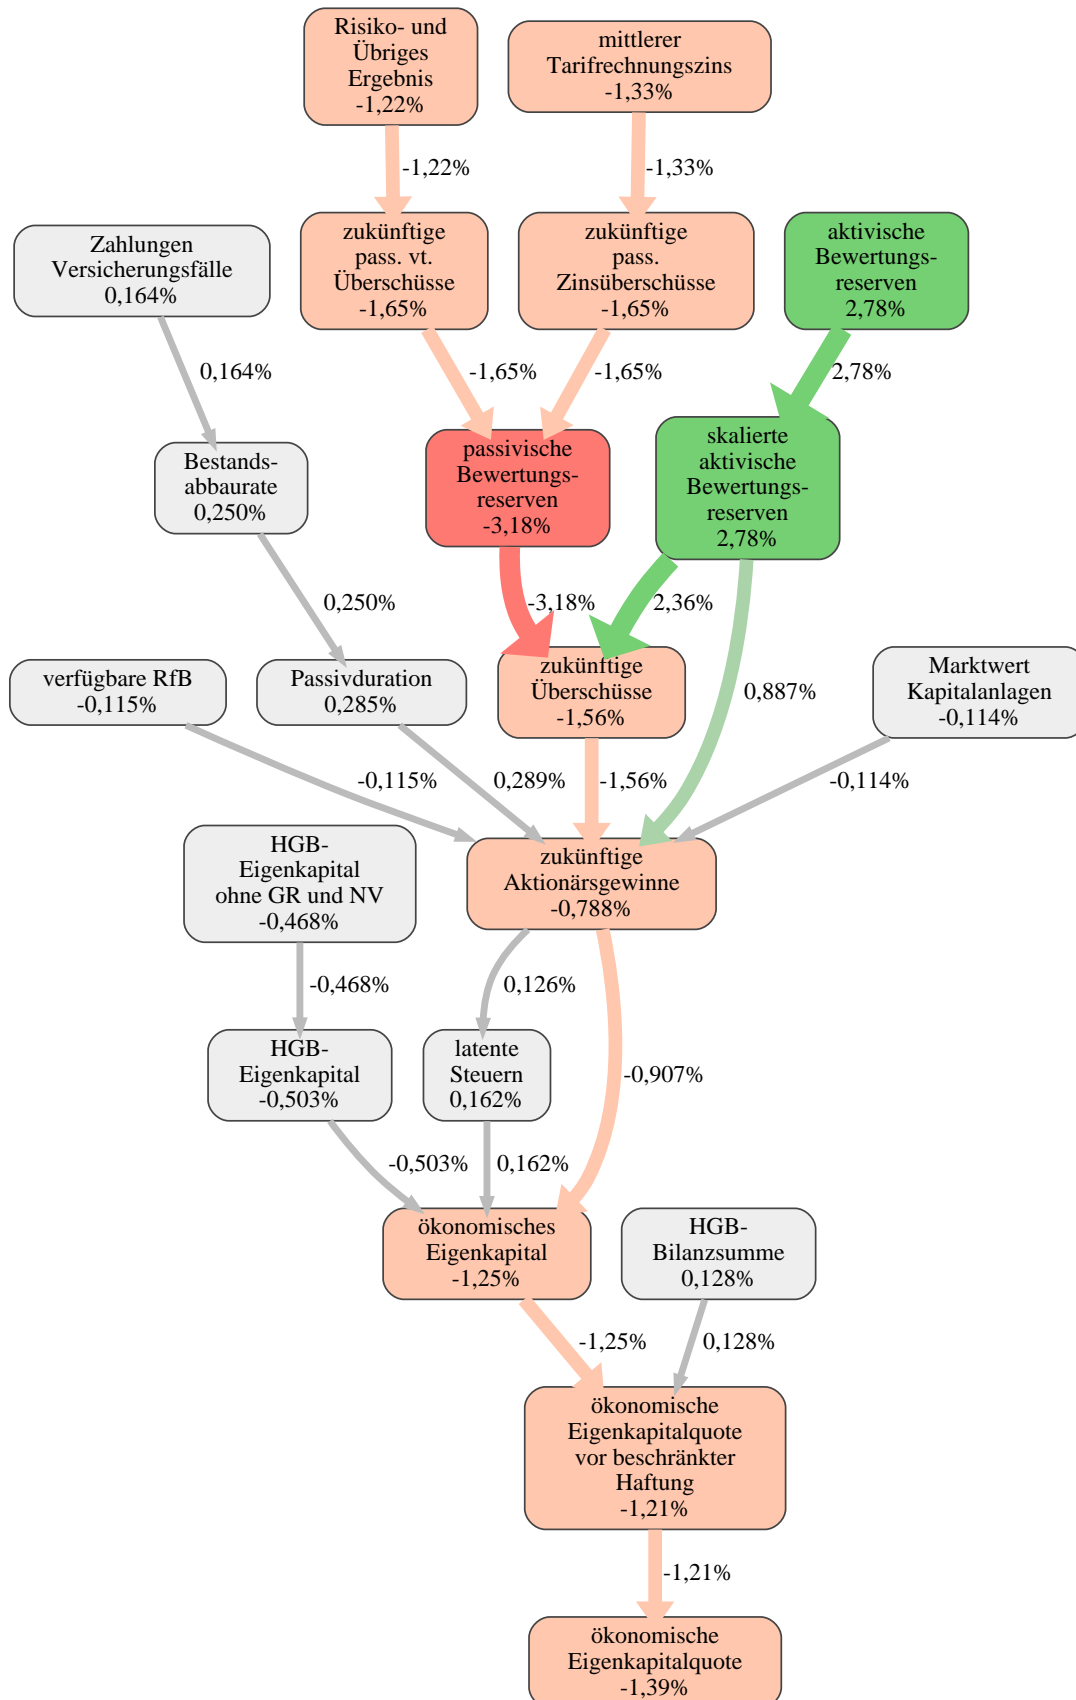 Risiko- und
Übriges
Ergebnis
-1,22%
mittlerer
Tarifrechnungszins
-1,33%
-1,22%
-1,33%
Zahlungen
Versicherungsfälle
0,164%
zukünftige
pass. vt.
Überschüsse
-1,65%
zukünftige
pass.
Zinsüberschüsse
-1,65%
aktivische
Bewertungs-
reserven
2,78%
0,164%
-1,65%
-1,65%
2,78%
Bestands-
abbaurate
0,250%
passivische
Bewertungs-
reserven
-3,18%
skalierte
aktivische
Bewertungs-
reserven
2,78%
0,250%
-3,18%
2,36%
0,887%
verfügbare RfB
-0,115%
Passivduration
0,285%
zukünftige
Überschüsse
-1,56%
Marktwert
Kapitalanlagen
-0,114%
-0,115%
0,289%
-1,56%
-0,114%
HGB-
Eigenkapital
ohne GR und NV
-0,468%
zukünftige
Aktionärsgewinne
-0,788%
-0,468%
0,126%
-0,907%
HGB-
Eigenkapital
-0,503%
latente
Steuern
0,162%
-0,503%
0,162%
ökonomisches
Eigenkapital
-1,25%
HGB-
Bilanzsumme
0,128%
-1,25%
0,128%
ökonomische
Eigenkapitalquote
vor beschränkter
Haftung
-1,21%
-1,21%
ökonomische
Eigenkapitalquote
-1,39%